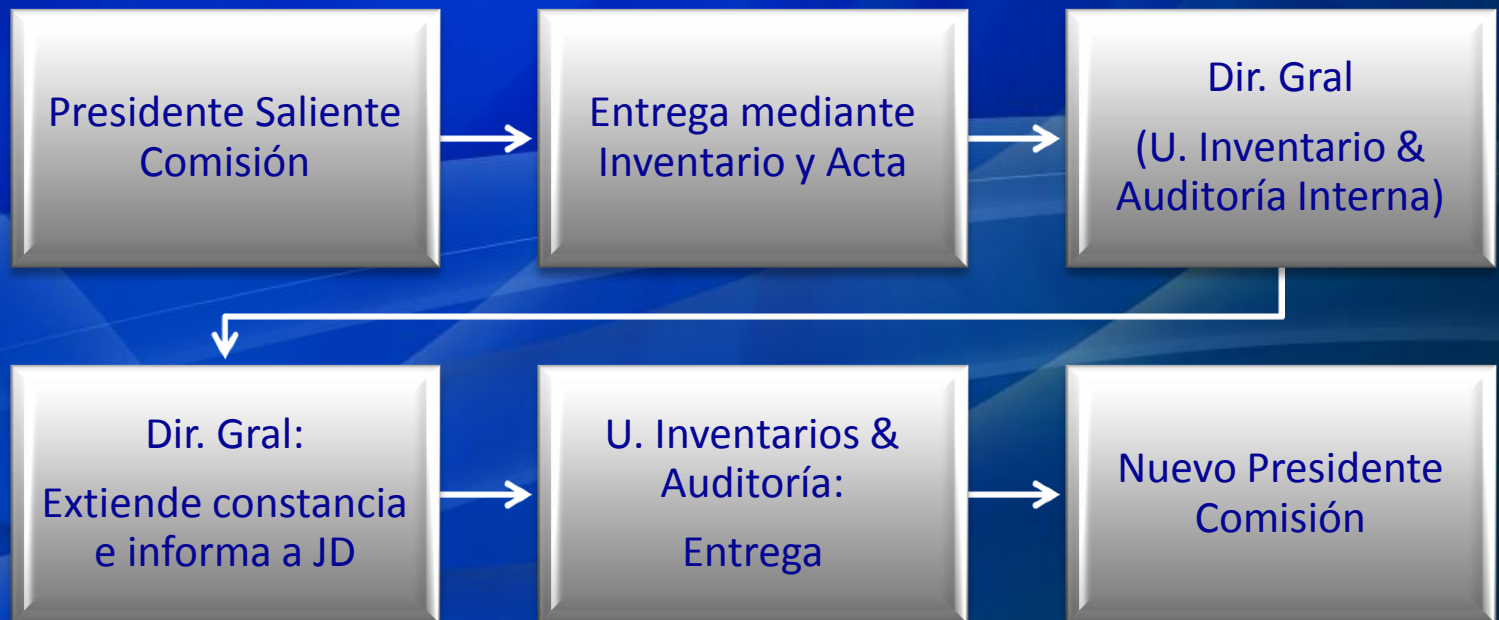 Presidente Saliente
Comisión
Entrega mediante
Inventario y Acta
Dir. Gral
(U. Inventario &
Auditoría Interna)
Dir. Gral:
Extiende constancia
e informa a JD
U. Inventarios &
Auditoría:
Entrega
Nuevo Presidente
Comisión